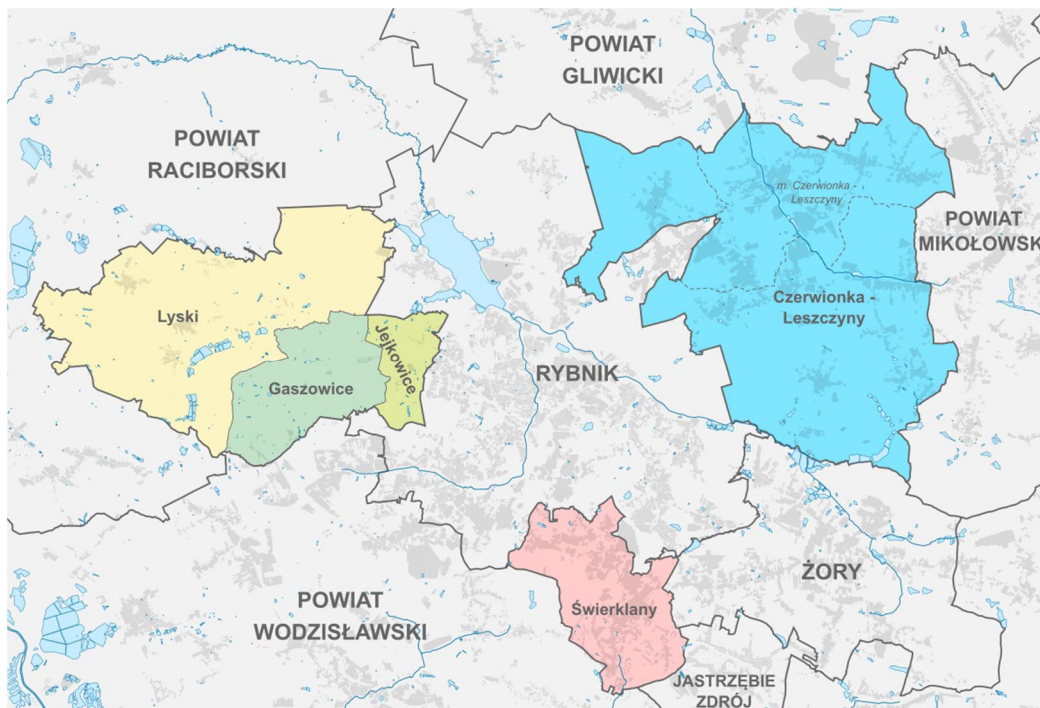 POWIAT
GLIWICKI
POWIAT
RACIBORSKI
m. Czerwionka -
Leszczyny
POWIAT
MIKOŁOWSK
Lyski
Czerwionka -
Leszczyny
Jejkowice
Gaszowice
RYBNIK
ŻORY
POWIAT
WODZISŁAWSKI
Świerklany
JASTRZĘBIE
ZDRÓJ